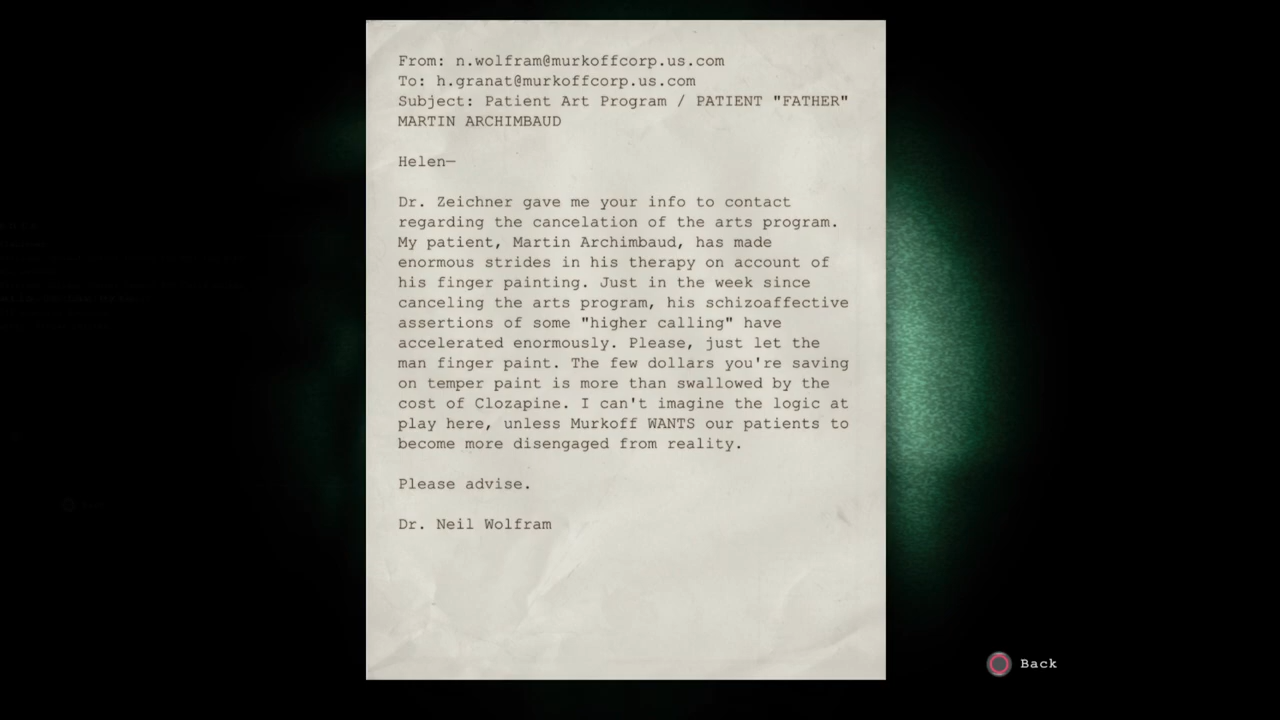 From: n.wolfram@murkoffcorp.us.com
To: h.granat@murkoffcorp.us.com
Subject: Patient Art Program / PATIENT "FATHER"
MARTIN ARCHIMBAUD
Helen—
Dr. Zeichner gave me your info to contact
regarding the cancelation of the arts program.
My patient, Martin Archimbaud, has made
enormous strides in his therapy on account of
his finger painting. Just in the week since
canceling the arts program, his schizoaffective
assertions of some "higher calling" have
accelerated enormously. Please, just let the
man finger paint. The few dollars you're saving
on temper paint is more than swallowed by the
cost of Clozapine. I can't imagine the logic at
play here, unless Murkoff WANTS our patients to
become more disengaged from reality.
Please advise.
Dr. Neil Wolfram
Back